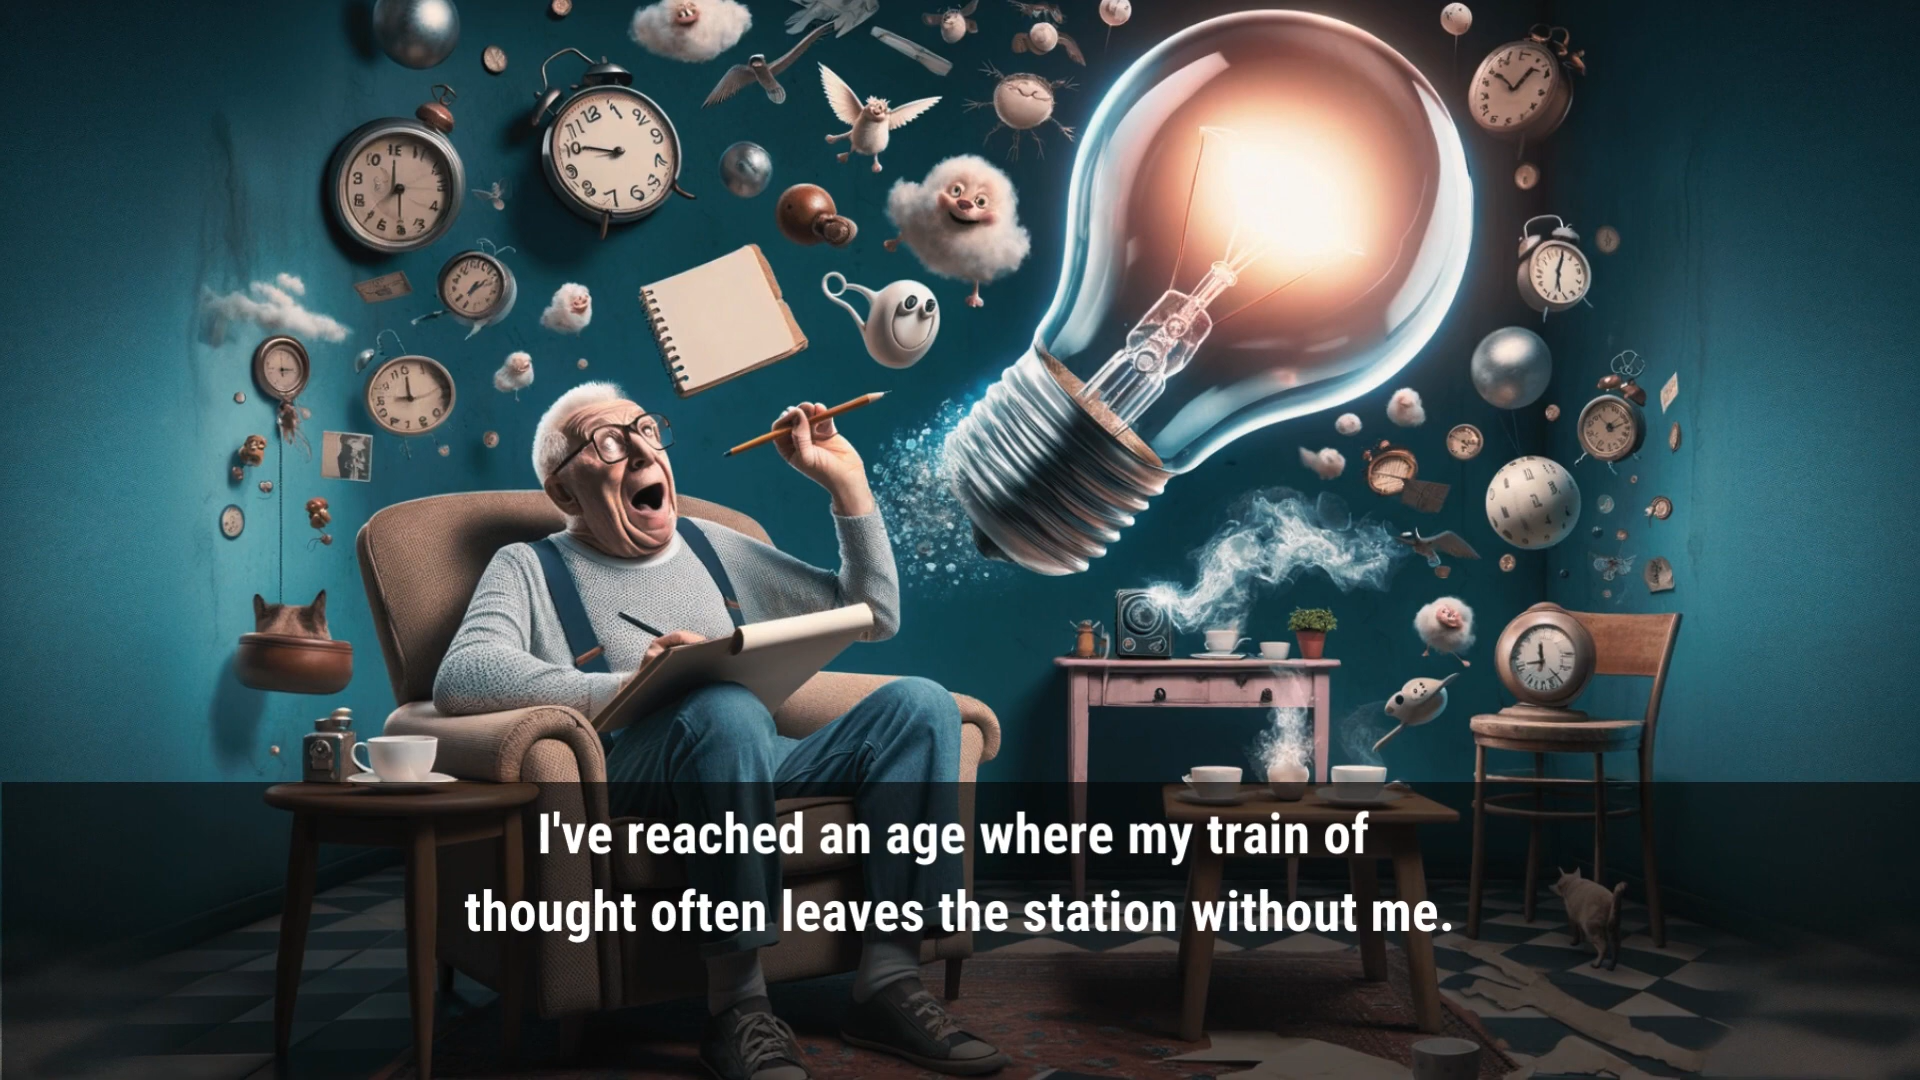 I've reached an age where my train of
thought often leaves the station without me.